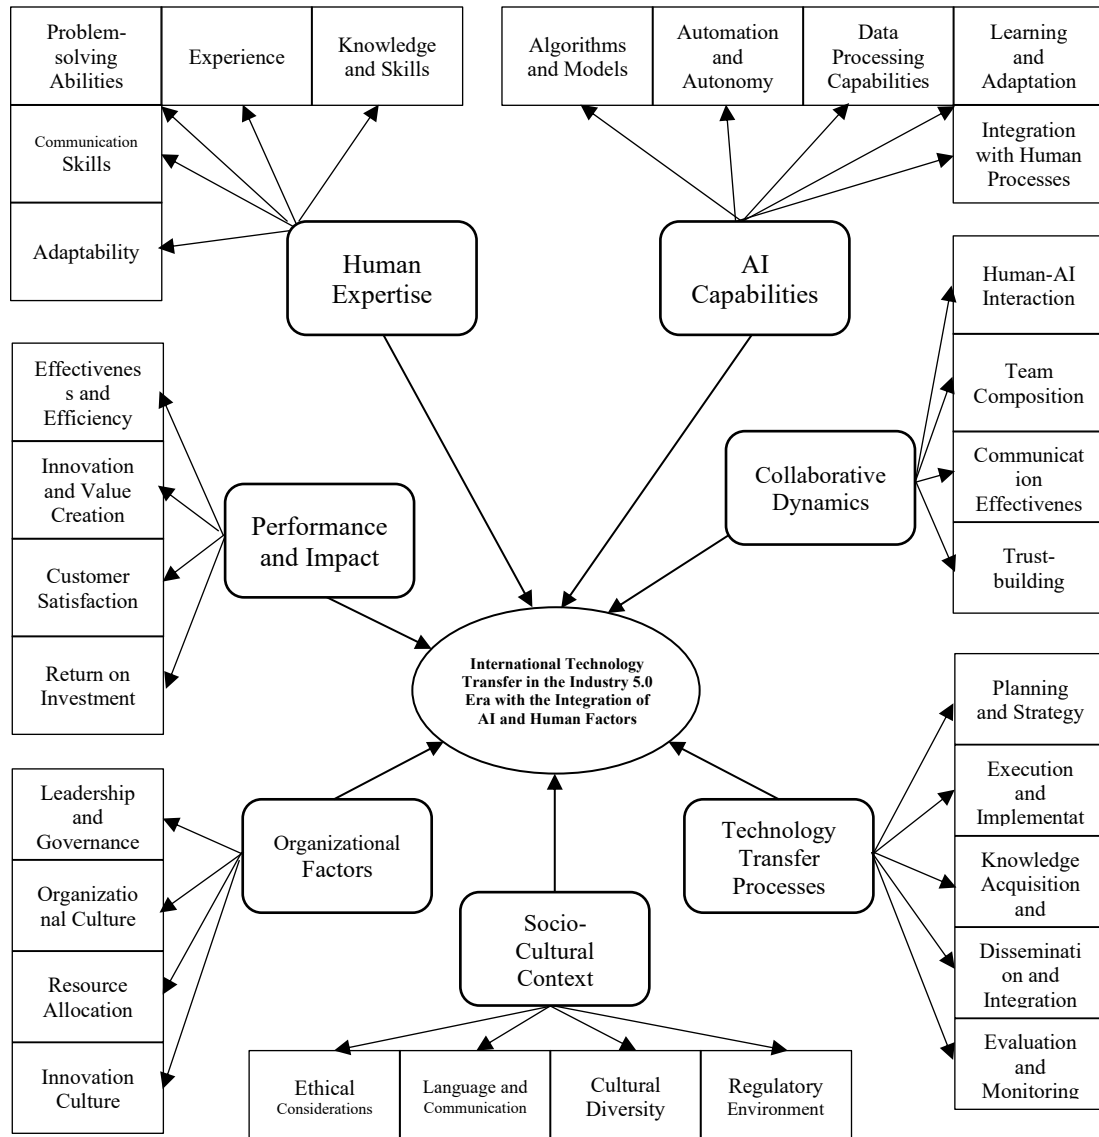 Problem-
solving
Abilities
Experience
Knowledge
and Skills
Algorithms
and Models
Automation
and
Autonomy
Data
Processing
Capabilities
Learning
and
Adaptation
Communication
Skills
Integration
with Human
Processes
Adaptability
Human
Expertise
AI
Capabilities
Human-AI
Interaction
Team
Composition
Communicat
ion
Effectivenes
Trust-
building
Collaborative
Dynamics
Effectivenes
s and
Efficiency
Innovation
and Value
Creation
Customer
Satisfaction
Return on
Investment
Performance
and Impact
International Technology
Transfer in the Industry 5.0
Era with the Integration of
AI and Human Factors
Planning
and Strategy
Execution
and
Implementat
Knowledge
Acquisition
and
Disseminati
on and
Integration
Evaluation
and
Monitoring
Technology
Transfer
Processes
Leadership
and
Governance
Organizatio
nal Culture
Resource
Allocation
Innovation
Culture
Organizational
Factors
Socio-
Cultural
Context
Ethical
Considerations
Language and
Communication
Cultural
Diversity
Regulatory
Environment